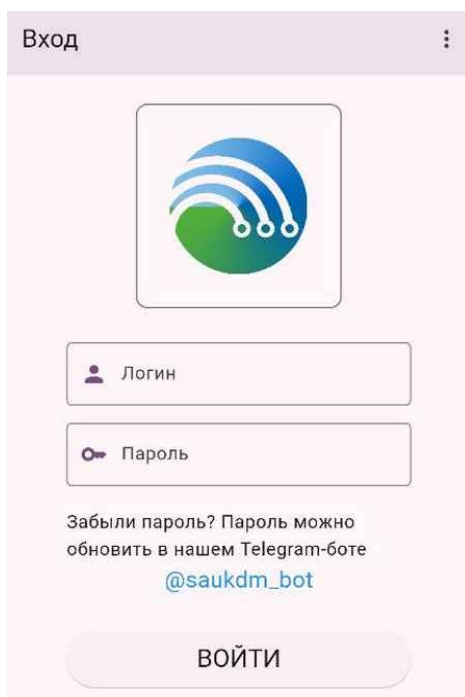 Вход
Логин
Пароль
Забыли пароль? Пароль можно
обновить в нашем Telegram-боте
@saukdm_bot
ВОЙТИ